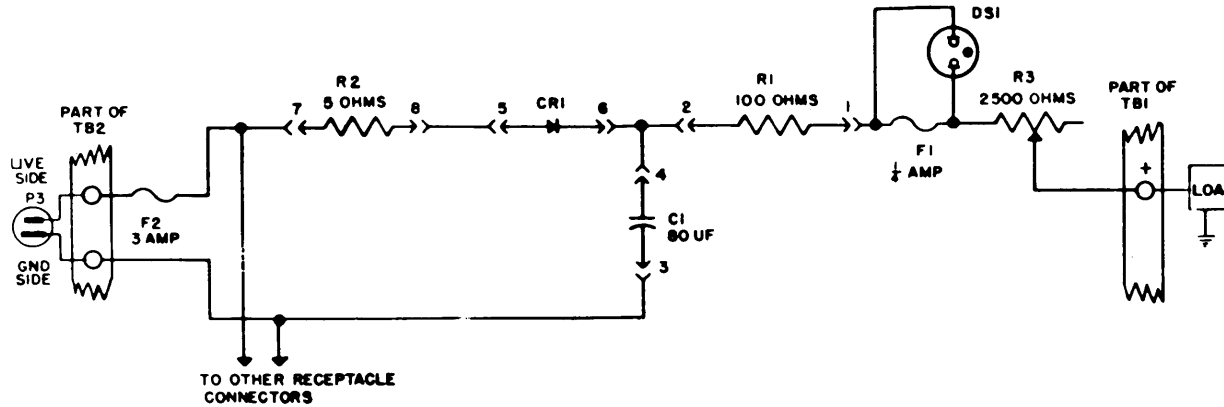 DS1
R2
5 OHMS
R1
100 OHMS
R3
2500 OHMS
PART OF
TB2
PART OF
TB1
7
8
5
CR1
6
2
1
F1
1/4 AMP
LIVE
SIDE
P3
F2
3 AMP
GND
SIDE
4
C1
80 UF
3
+
LOA
TO OTHER RECEPTACLE
CONNECTORS